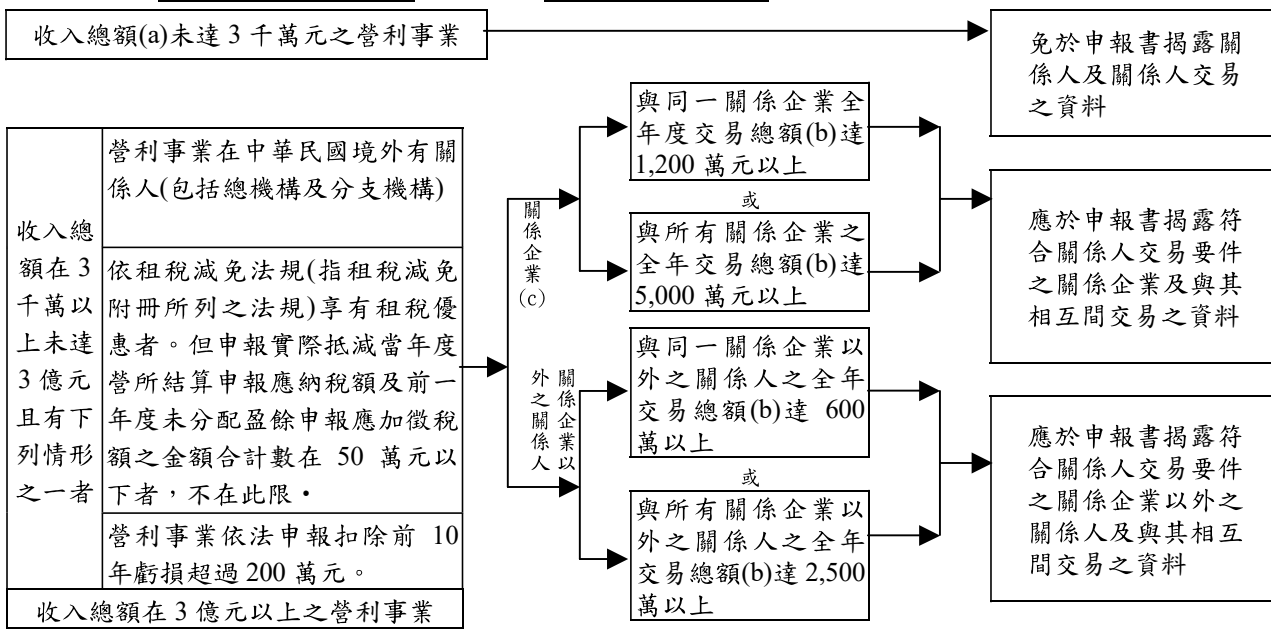 收入總額(a)未達 3 千萬元之營利事業
免於申報書揭露關
係人及關係人交易
之資料
收入總
額在 3
千萬以
上未達
3 億元
且有下
列情形
之一者
營利事業在中華民國境外有關
係人(包括總機構及分支機構)
依租稅減免法規(指租稅減免
附冊所列之法規)享有租稅優
惠者。但申報實際抵減當年度
營所結算申報應納稅額及前一
年度未分配盈餘申報應加徵稅
額之金額合計數在 50 萬元以
下者，不在此限•
營利事業依法申報扣除前 10
年虧損超過 200 萬元。
收入總額在 3 億元以上之營利事業
關係企業(c)
關係企業以
外之關係人
與同一關係企業全
年度交易總額(b)達
1,200 萬元以上
或
與所有關係企業之
全年交易總額(b)達
5,000 萬元以上
與同一關係企業以
外之關係人之全年
交易總額(b)達 600
萬以上
或
與所有關係企業以
外之關係人之全年
交易總額(b)達 2,500
萬以上
應於申報書揭露符
合關係人交易要件
之關係企業及與其
相互間交易之資料
應於申報書揭露符
合關係人交易要件
之關係企業以外之
關係人及與其相互
間交易之資料